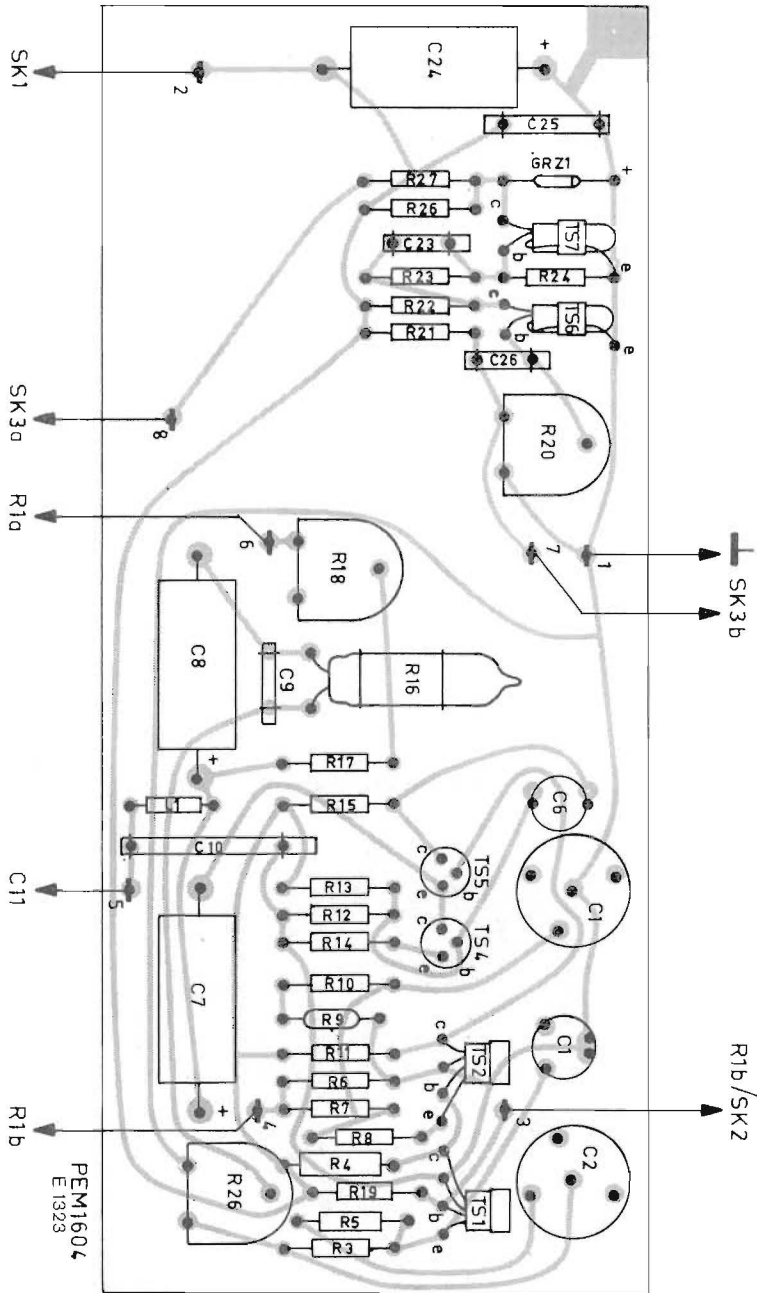 C24
+
SK1
2
C25
GRZ1
+
R27
R26
c
TS7
b
e
C23
R23
R24
R22
c
TS6
b
e
R21
C26
SK3a
8
R20
R1a
6
R18
7
1
SK3b
C8
C9
R16
+
R17
L1
R15
C6
C10
c
TS5
b
e
C11
5
R13
C1
R12
c
TS4
b
e
R14
C7
R10
R9
c
TS2
b
e
C1
R11
R6
R1b
4
+
R7
3
R1b/SK2
R8
C2
R4
c
TS1
b
e
R26
R19
R5
R3
PEM1604
E1323